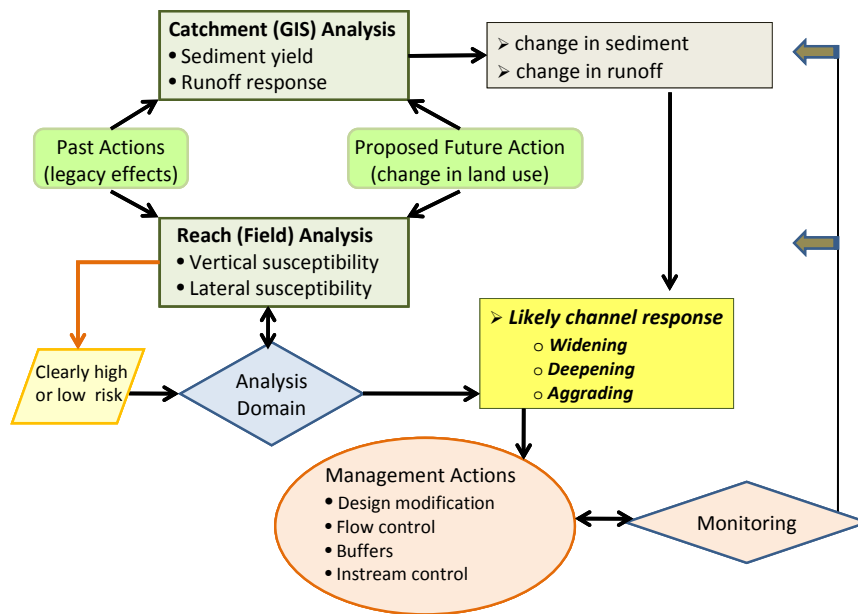 Catchment (GIS) Analysis
• Sediment yield
• Runoff response
➢ change in sediment
➢ change in runoff
Past Actions
(legacy effects)
Proposed Future Action
(change in land use)
Reach (Field) Analysis
• Vertical susceptibility
• Lateral susceptibility
➢ Likely channel response
o Widening
o Deepening
o Aggrading
Clearly high
or low risk
Analysis
Domain
Management Actions
• Design modification
• Flow control
• Buffers
• Instream control
Monitoring